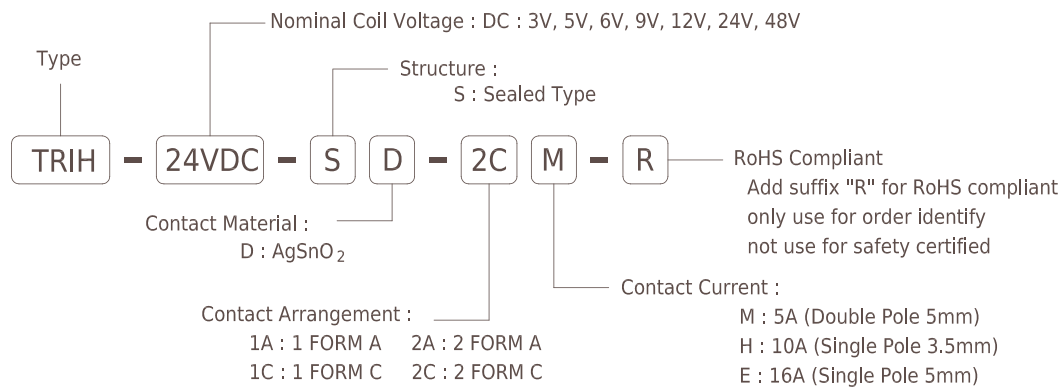 Nominal Coil Voltage : DC : 3V, 5V, 6V, 9V, 12V, 24V, 48V
Type
Structure :
S : Sealed Type
TRIH - 24VDC - S D - 2C M - R
RoHS Compliant
Add suffix "R" for RoHS compliant
only use for order identify
not use for safety certified
Contact Material :
D : AgSnO2
Contact Current :
M : 5A (Double Pole 5mm)
H : 10A (Single Pole 3.5mm)
E : 16A (Single Pole 5mm)
Contact Arrangement :
1A : 1 FORM A 2A : 2 FORM A
1C : 1 FORM C 2C : 2 FORM C